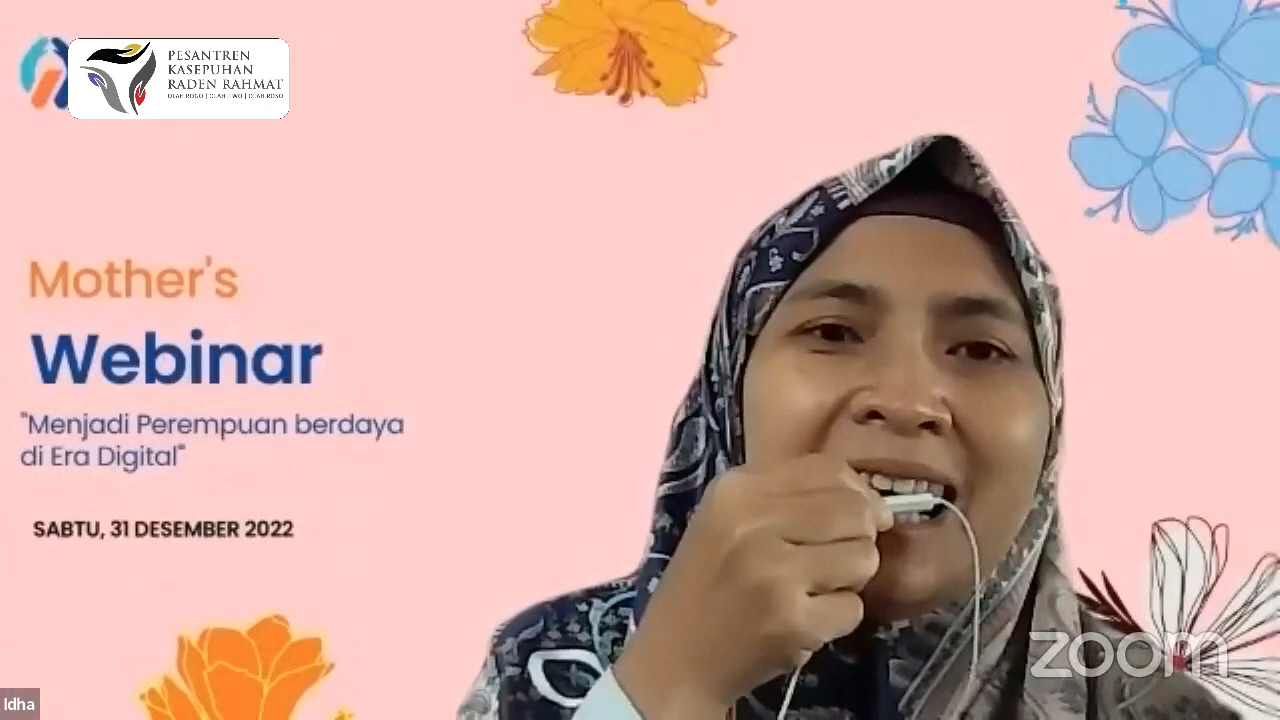 PESANTREN
KASEPUHAN
RADEN RAHMAT
Mother's
Webinar
"Menjadi Perempuan berdaya
di Era Digital"
SABTU, 31 DESEMBER 2022
zoom
Idha